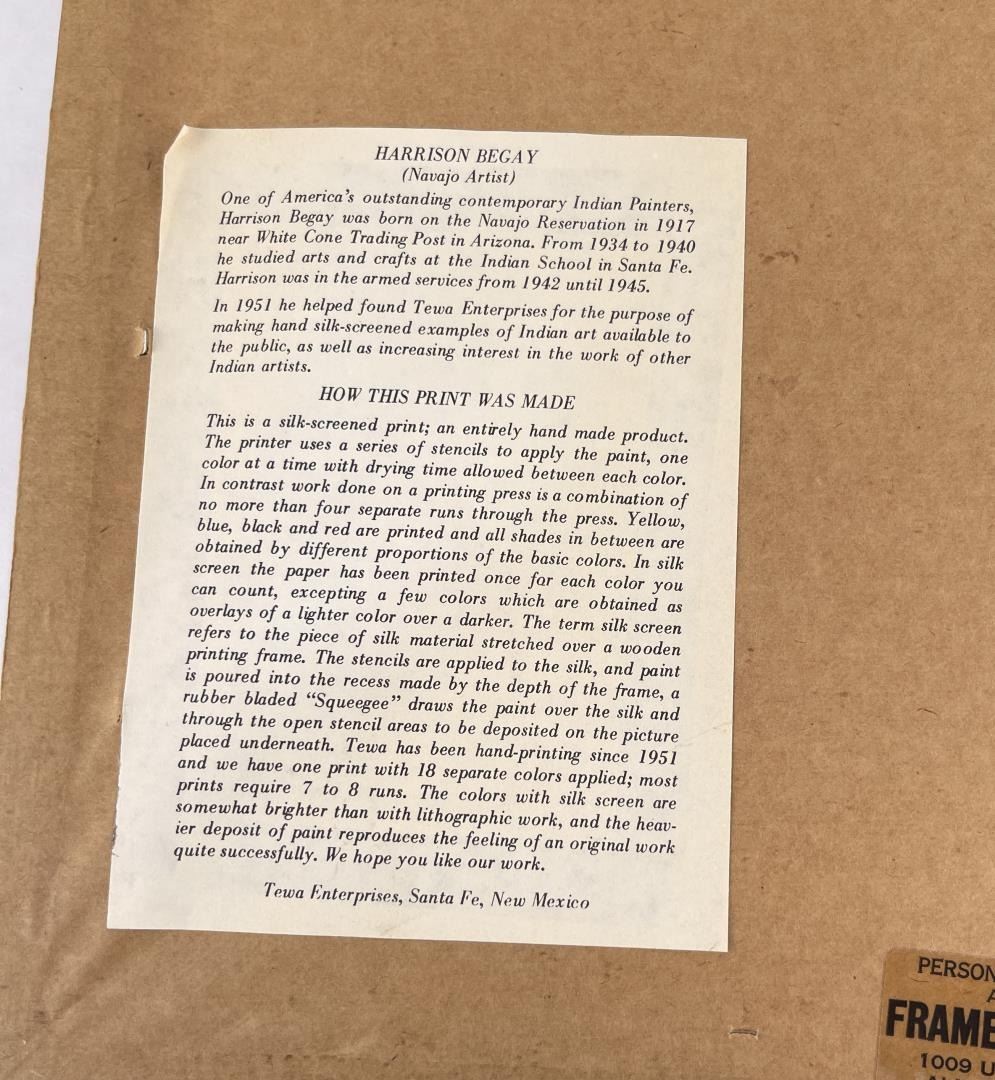 HARRISON BEGAY
(Navajo Artist)
One of America's outstanding contemporary Indian Painters,
Harrison Begay was born on the Navajo Reservation in 1917
near White Cone Trading Post in Arizona. From 1934 to 1940
he studied arts and crafts at the Indian School in Santa Fe.
Harrison was in the armed services from 1942 until 1945.
In 1951 he helped found Tewa Enterprises for the purpose of
making hand silk-screened examples of Indian art available to
the public, as well as increasing interest in the work of other
Indian artists.
HOW THIS PRINT WAS MADE
This is a silk-screened print; an entirely hand made product.
The printer uses a series of stencils to apply the paint, one
color at a time with drying time allowed between each color.
In contrast work done on a printing press is a combination of
no more than four separate runs through the press. Yellow,
blue, black and red are printed and all shades in between are
obtained by different proportions of the basic colors. In silk
screen the paper has been printed once for each color you
can count, excepting a few colors which are obtained as
overlays of a lighter color over a darker. The term silk screen
refers to the piece of silk material stretched over a wooden
printing frame. The stencils are applied to the silk, and paint
is poured into the recess made by the depth of the frame, a
rubber bladed "Squeegee" draws the paint over the silk and
through the open stencil areas to be deposited on the picture
placed underneath. Tewa has been hand-printing since 1951
and we have one print with 18 separate colors applied; most
prints require 7 to 8 runs. The colors with silk screen are
somewhat brighter than with lithographic work, and the heav-
ier deposit of paint reproduces the feeling of an original work
quite successfully. We hope you like our work.
Tewa Enterprises, Santa Fe, New Mexico
PERSON
A
FRAME
1009 U